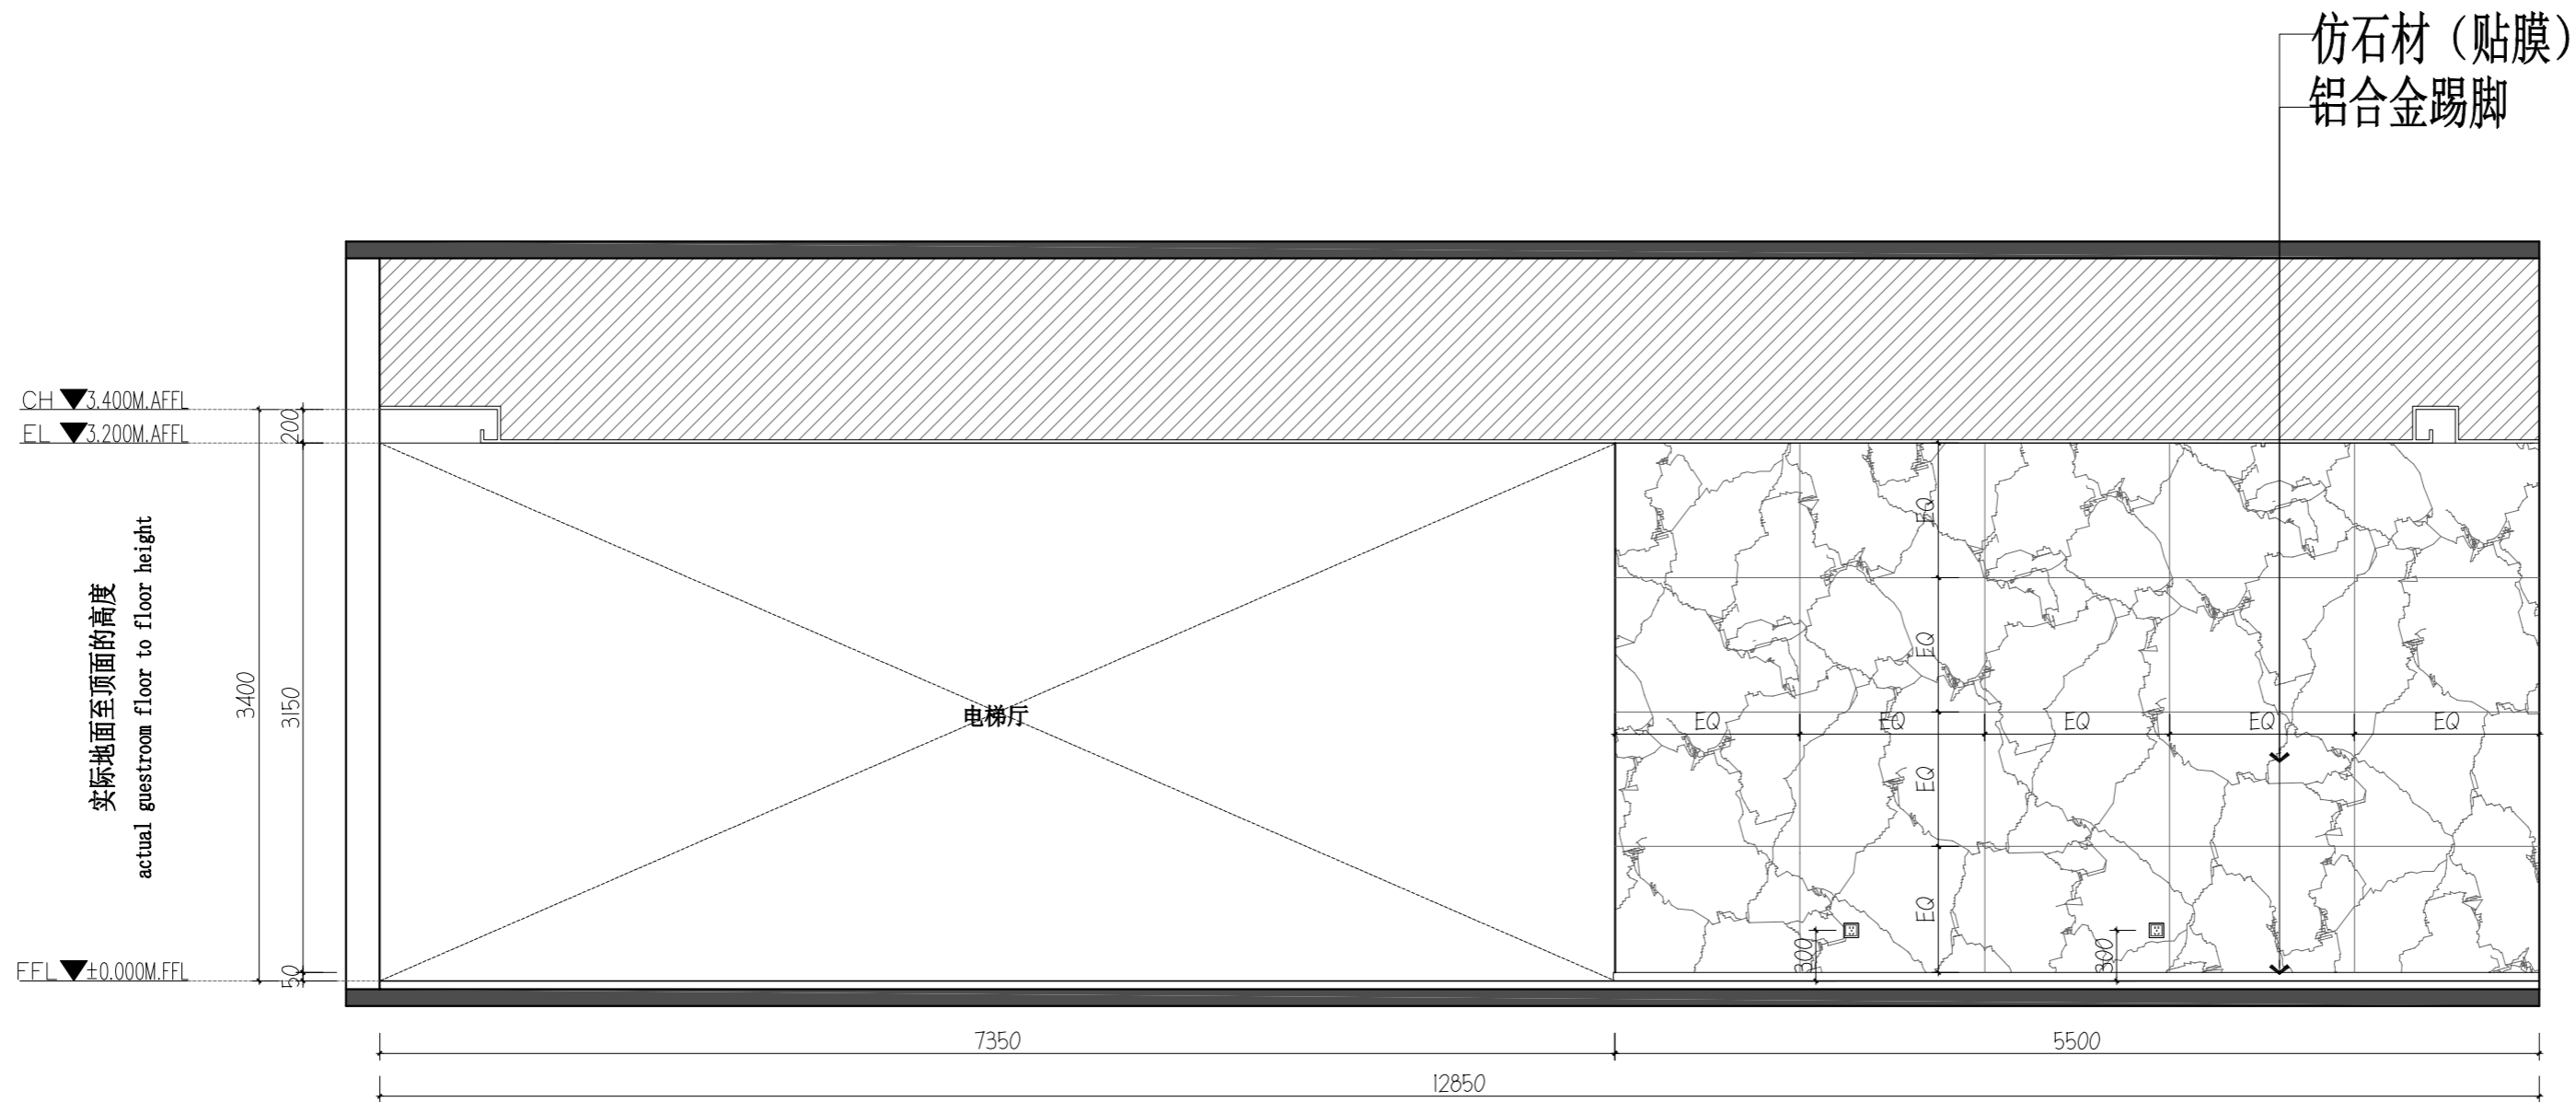 仿石材（贴膜）
铝合金踢脚
CH ▼3.400M.AFFL
EL ▼3.200M.AFFL
200
实际地面至顶面的高度
actual guestroom floor to floor height
3400
3150
电梯厅
EQ
EQ
EQ EQ EQ EQ EQ
EQ
EQ
300
300
FFL ▼±0.000M.FFL
50
7350
5500
12850